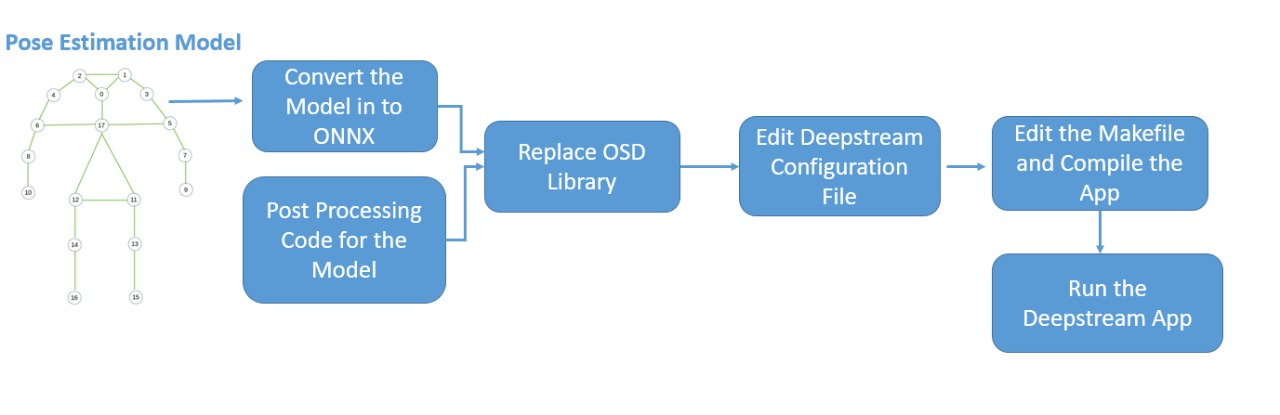 Pose Estimation Model
2
1
4
0
3
6
17
5
8
7
10
9
12
11
14
13
16
15
Convert the
Model in to
ONNX
Post Processing
Code for the
Model
Replace OSD
Library
Edit Deepstream
Configuration
File
Edit the Makefile
and Compile the
App
Run the
Deepstream App